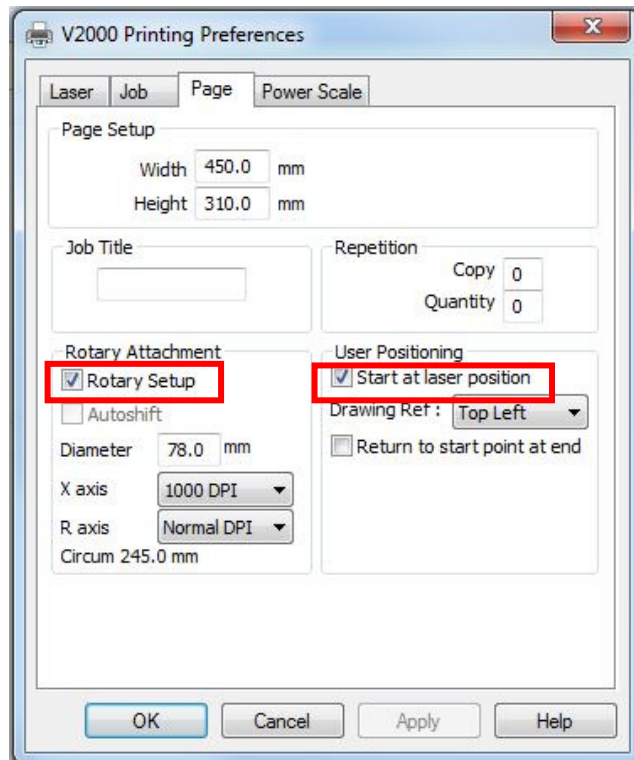 V2000 Printing Preferences
Laser Job Page Power Scale
Page Setup
Width 450.0 mm
Height 310.0 mm
Job Title
Repetition
Copy 0
Quantity 0
Rotary Attachment
Rotary Setup
Autoshift
Diameter 78.0 mm
X axis 1000 DPI
R axis Normal DPI
Circum 245.0 mm
User Positioning
Start at laser position
Drawing Ref : Top Left
Return to start point at end
OK Cancel Apply Help